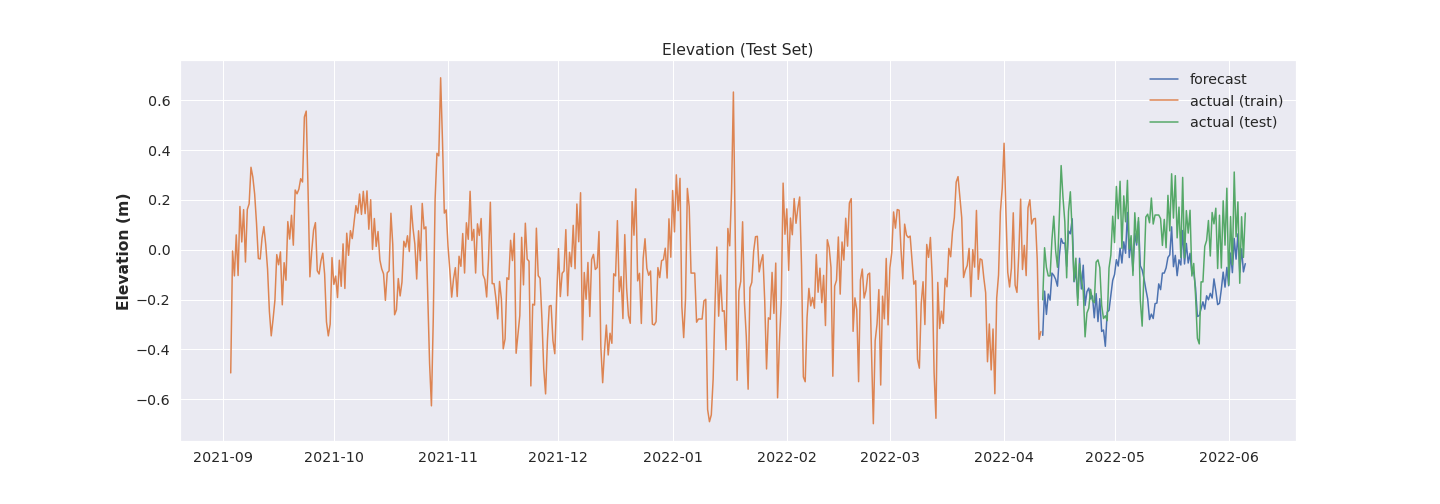 Elevation (Test Set)
forecast
actual (train)
actual (test)
Elevation (m)
0.6
0.4
0.2
0.0
−0.2
−0.4
−0.6
2021-09 2021-10 2021-11 2021-12 2022-01 2022-02 2022-03 2022-04 2022-05 2022-06